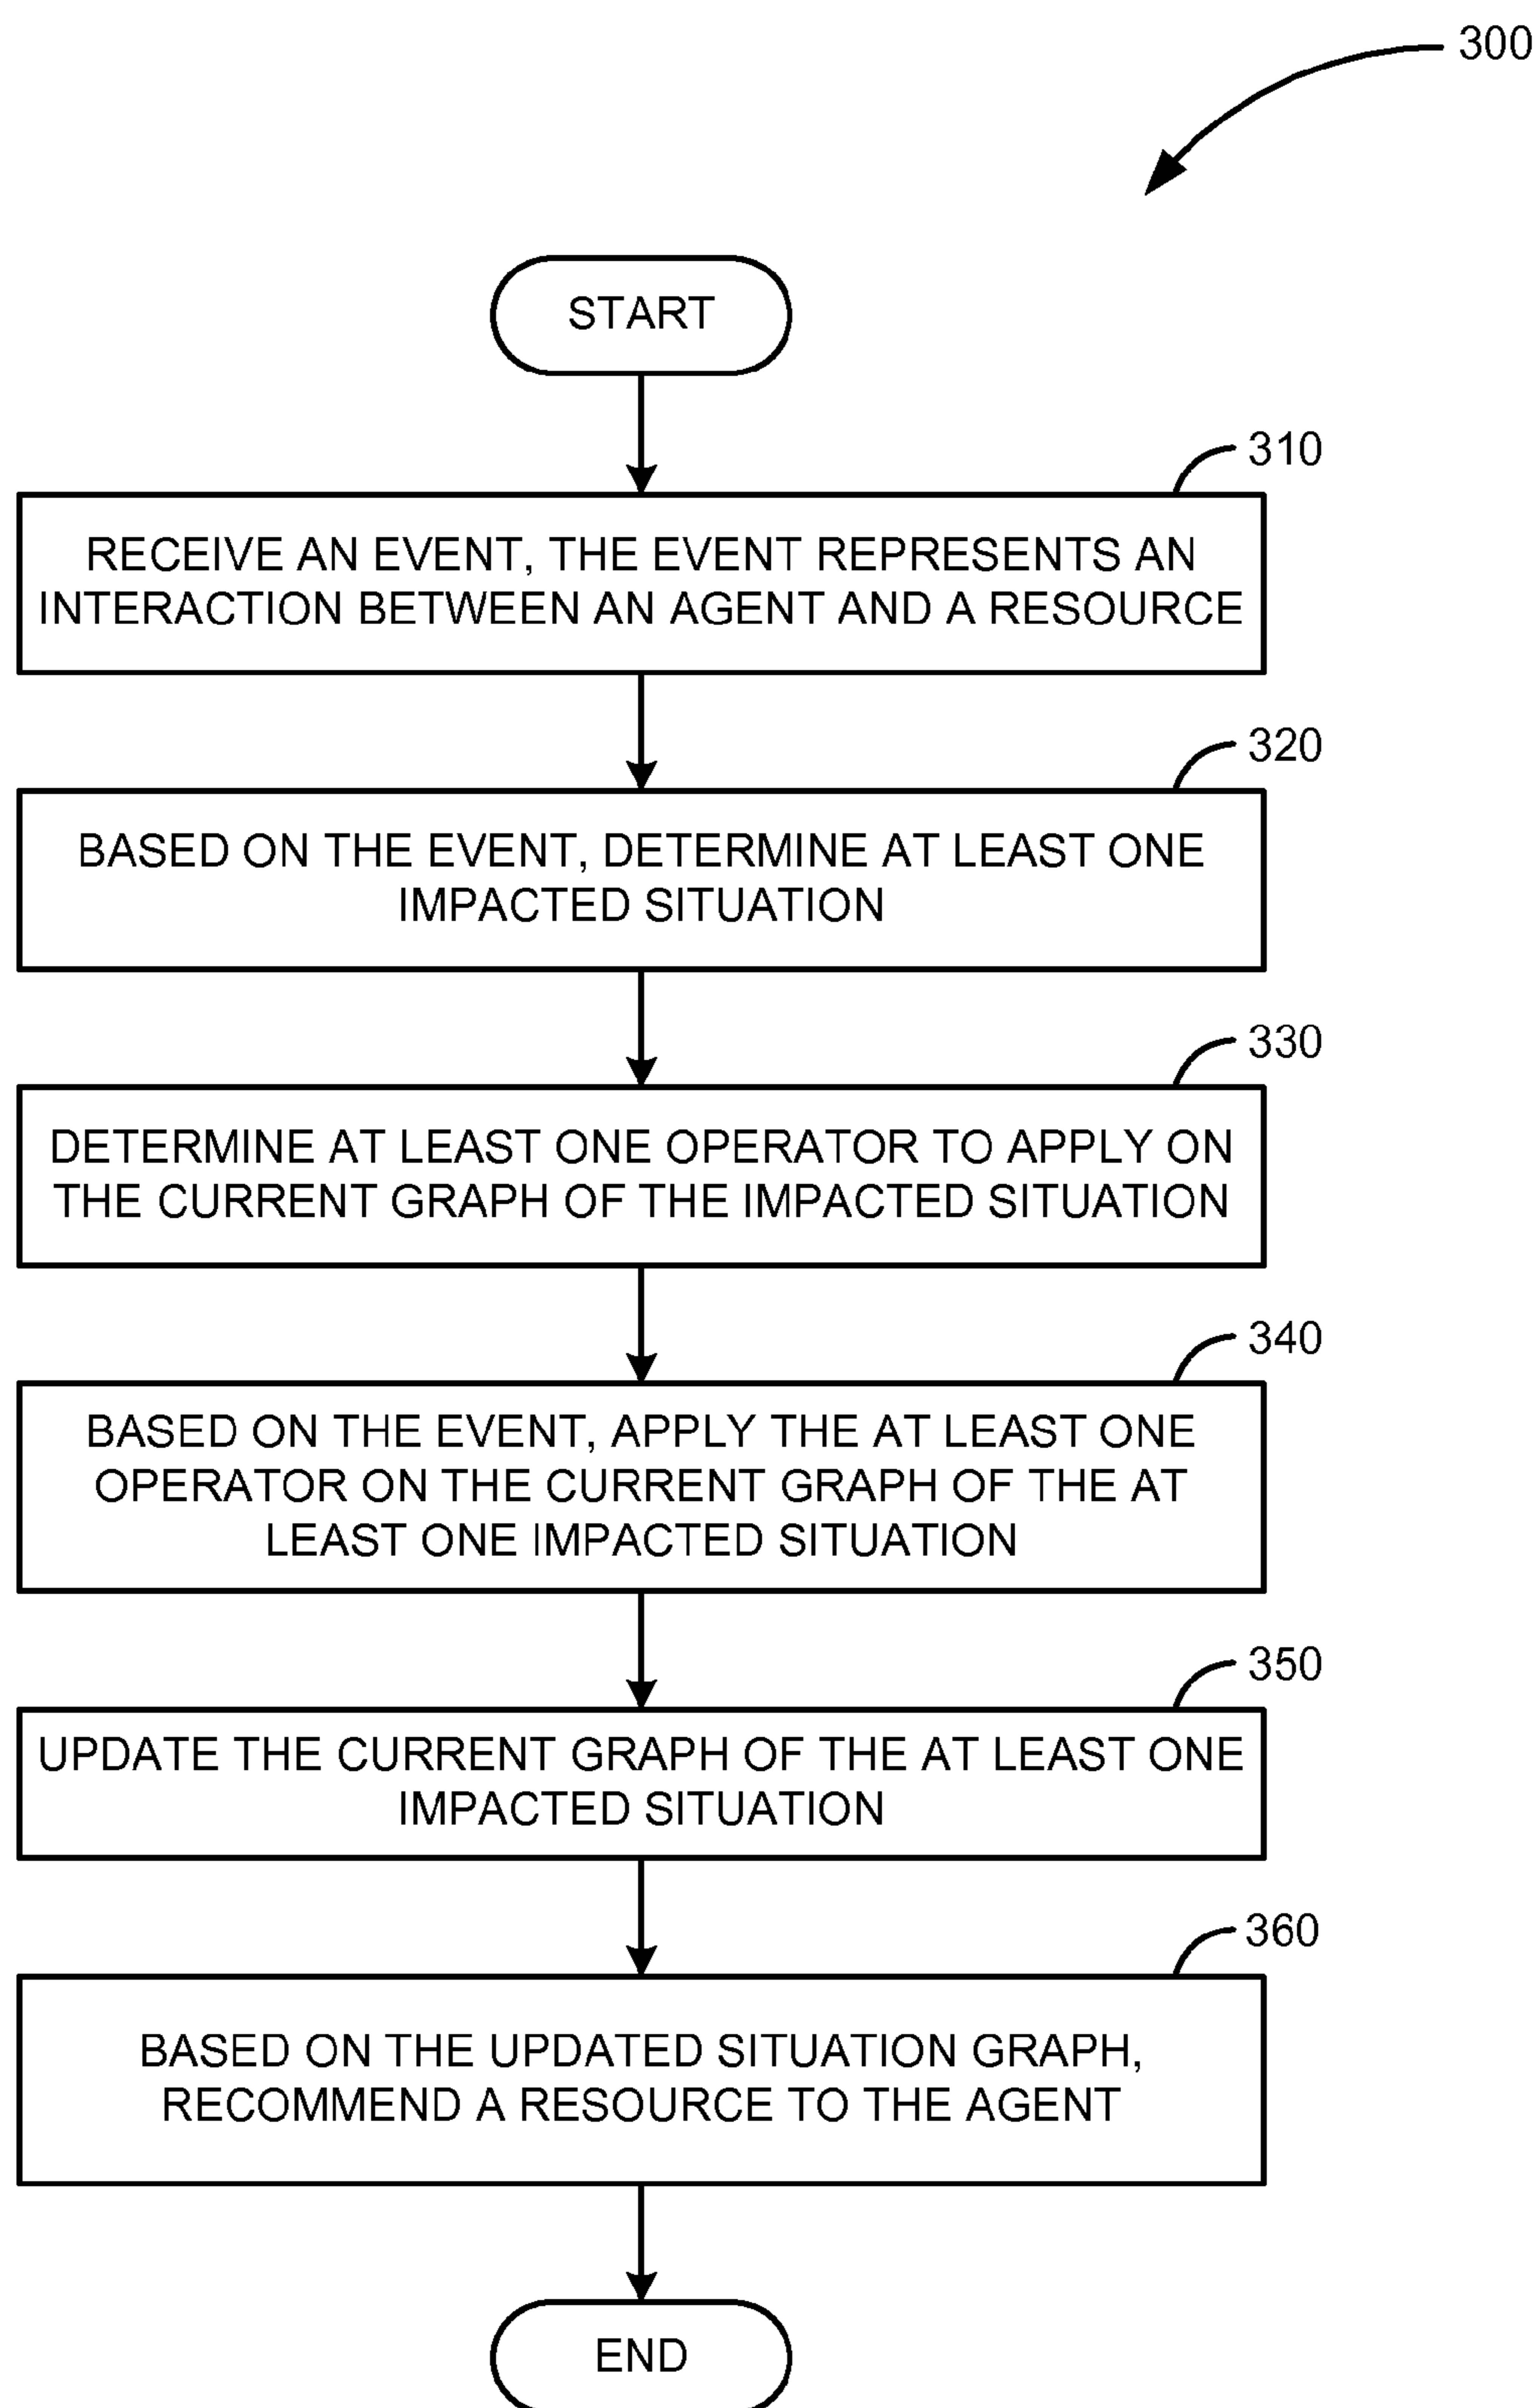 300
START
310
RECEIVE AN EVENT, THE EVENT REPRESENTS AN
INTERACTION BETWEEN AN AGENT AND A RESOURCE
320
BASED ON THE EVENT, DETERMINE AT LEAST ONE
IMPACTED SITUATION
330
DETERMINE AT LEAST ONE OPERATOR TO APPLY ON
THE CURRENT GRAPH OF THE IMPACTED SITUATION
340
BASED ON THE EVENT, APPLY THE AT LEAST ONE
OPERATOR ON THE CURRENT GRAPH OF THE AT
LEAST ONE IMPACTED SITUATION
350
UPDATE THE CURRENT GRAPH OF THE AT LEAST ONE
IMPACTED SITUATION
360
BASED ON THE UPDATED SITUATION GRAPH,
RECOMMEND A RESOURCE TO THE AGENT
END